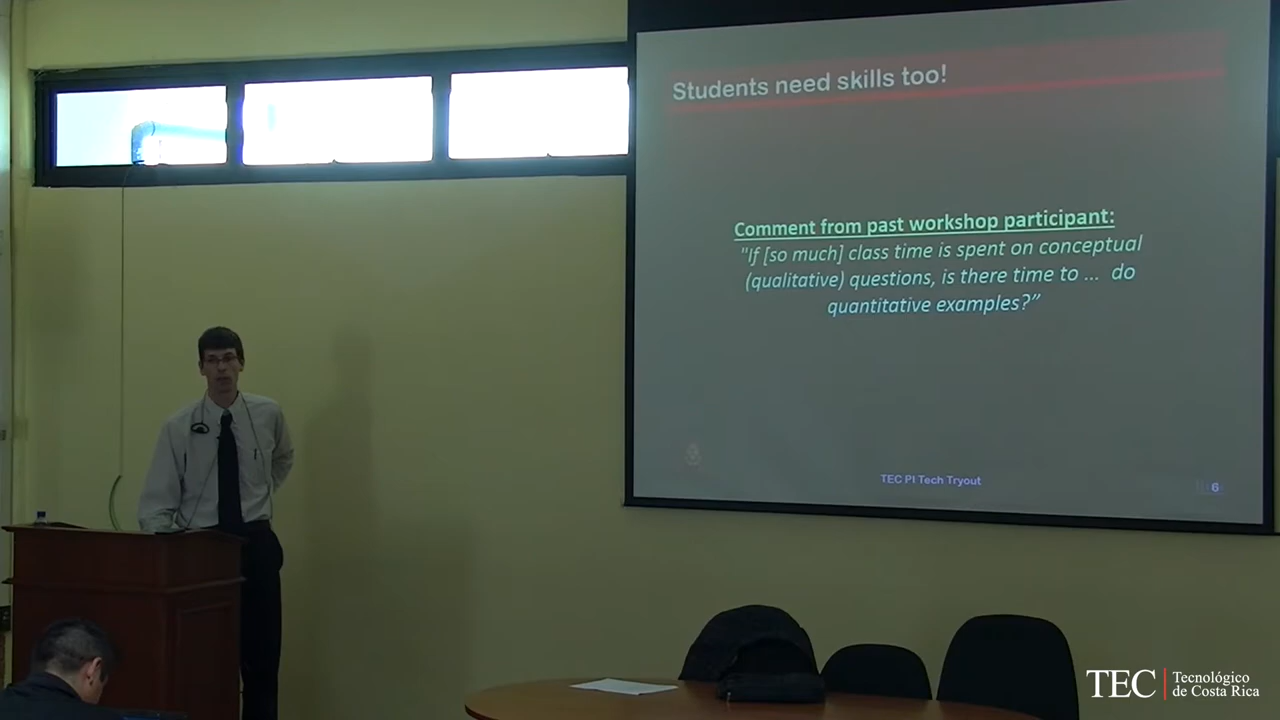 Students need skills too!
Comment from past workshop participant:
"If [so much] class time is spent on conceptual
(qualitative) questions, is there time to ... do
quantitative examples?”
TEC PI Tech Tryout
6
TEC | Tecnológico
de Costa Rica